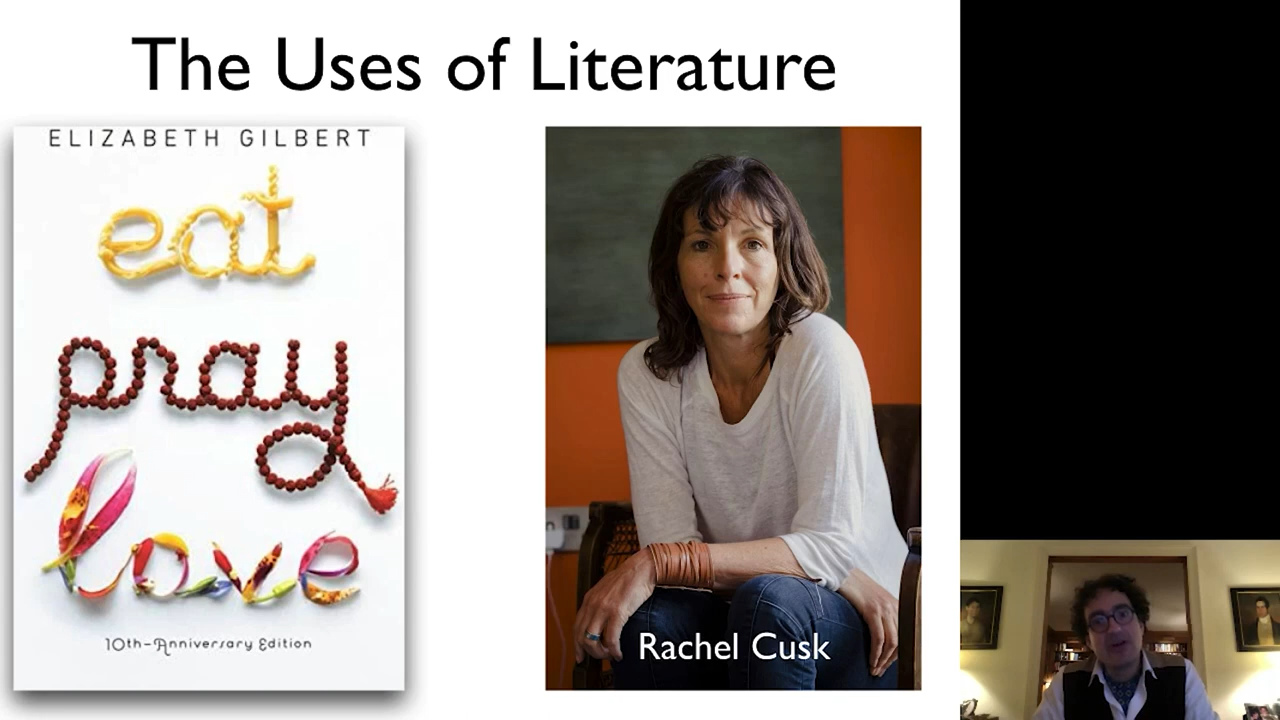 The Uses of Literature
ELIZABETH GILBERT
eat
pray
love
10th-Anniversary Edition
Rachel Cusk